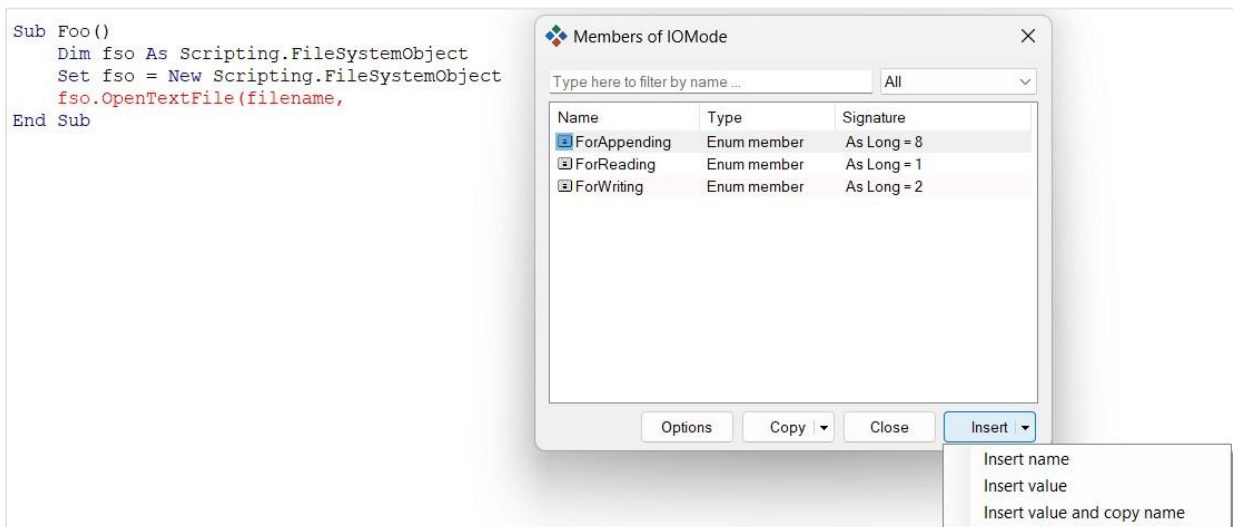 Sub Foo()
Dim fso As Scripting.FileSystemObject
Set fso = New Scripting.FileSystemObject
fso.OpenTextFile(filename,
End Sub
Members of IOMode
Type here to filter by name ...
All
Name Type Signature
ForAppending Enum member As Long = 8
ForReading Enum member As Long = 1
ForWriting Enum member As Long = 2
Options Copy Close Insert
Insert name
Insert value
Insert value and copy name